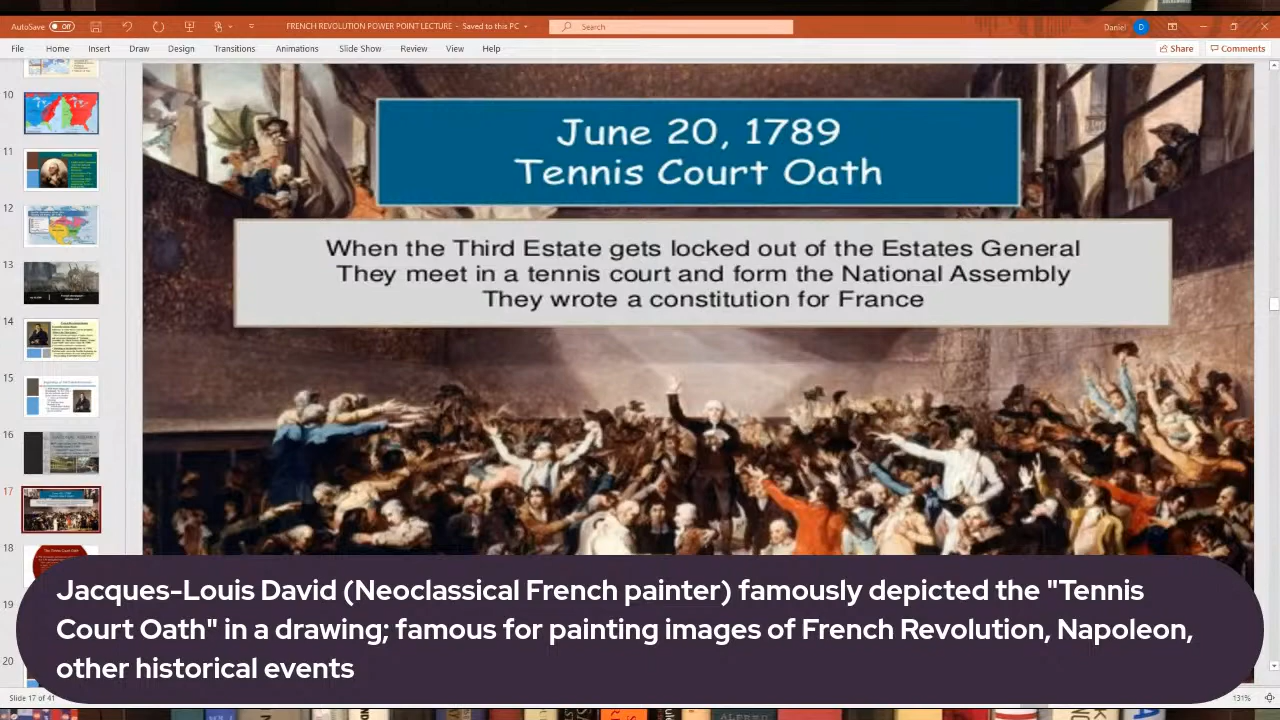 AutoSave Off FRENCH REVOLUTION POWER POINT LECTURE - Saved to this PC Search Daniel D
File Home Insert Draw Design Transitions Animations Slide Show Review View Help Share Comments
10
11
12
13
14
15
16
17
18
19
20
June 20, 1789
Tennis Court Oath
When the Third Estate gets locked out of the Estates General
They meet in a tennis court and form the National Assembly
They wrote a constitution for France
Jacques-Louis David (Neoclassical French painter) famously depicted the "Tennis
Court Oath" in a drawing; famous for painting images of French Revolution, Napoleon,
other historical events
Slide 17 of 41 131%